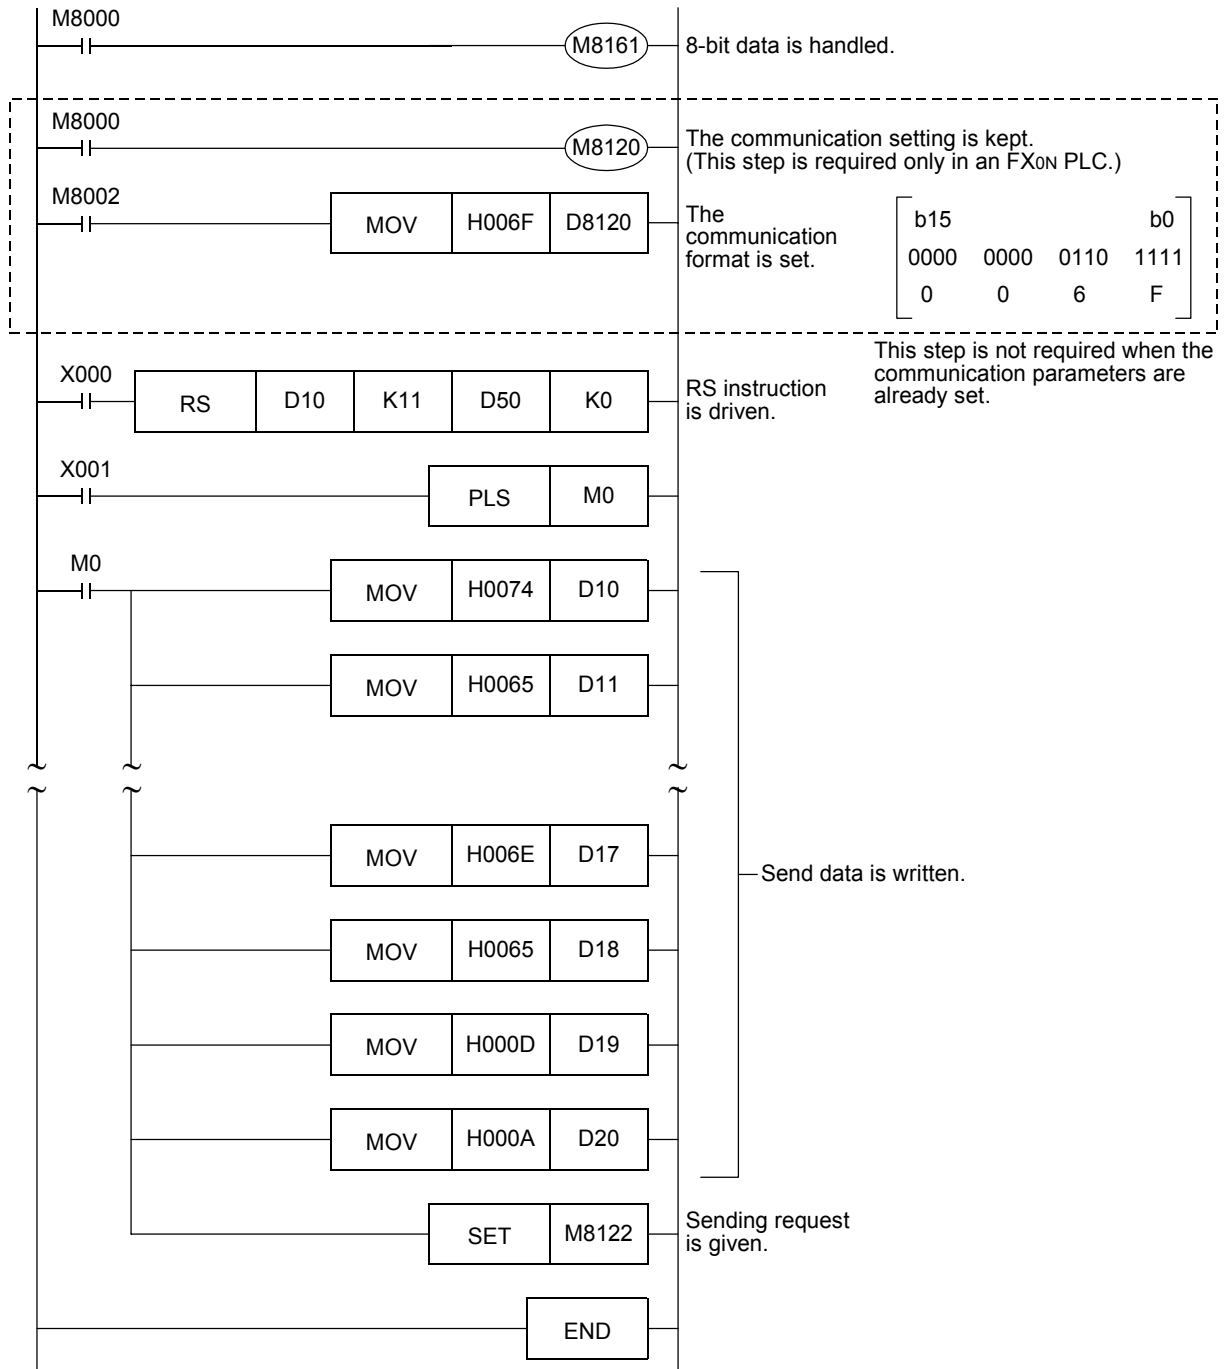 M8000
M8161
8-bit data is handled.
M8000
M8120
The communication setting is kept.
(This step is required only in an FX0N PLC.)
M8002
MOV H006F D8120
The
communication
format is set.
b15 b0
0000 0000 0110 1111
0 0 6 F
This step is not required when the
communication parameters are
already set.
X000
RS D10 K11 D50 K0
RS instruction
is driven.
X001
PLS M0
M0
MOV H0074 D10
MOV H0065 D11
MOV H006E D17
Send data is written.
MOV H0065 D18
MOV H000D D19
MOV H000A D20
SET M8122
Sending request
is given.
END